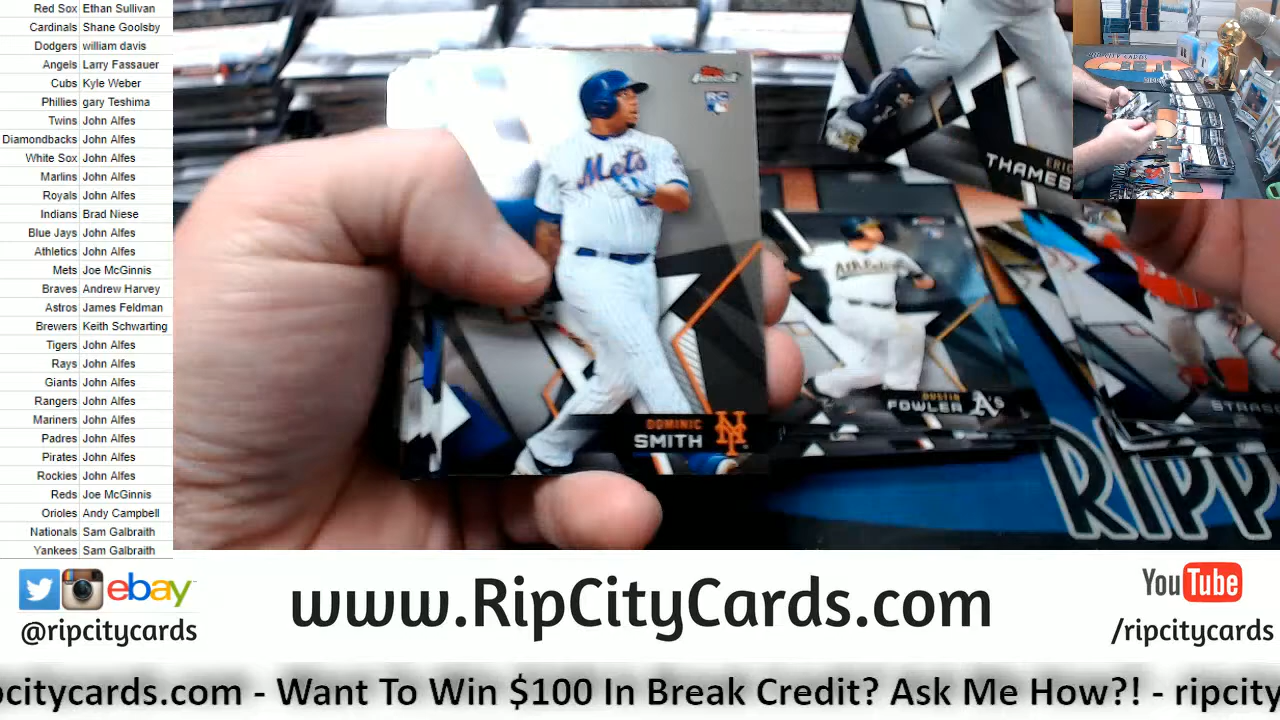 Red Sox Ethan Sullivan
Cardinals Shane Goolsby
Dodgers william davis
Angels Larry Fassauer
Cubs Kyle Weber
Phillies gary Teshima
Twins John Alfes
Diamondbacks John Alfes
White Sox John Alfes
Marlins John Alfes
Royals John Alfes
Indians Brad Niese
Blue Jays John Alfes
Athletics John Alfes
Mets Joe McGinnis
Braves Andrew Harvey
Astros James Feldman
Brewers Keith Schwarting
Tigers John Alfes
Rays John Alfes
Giants John Alfes
Rangers John Alfes
Mariners John Alfes
Padres John Alfes
Pirates John Alfes
Rockies John Alfes
Reds Joe McGinnis
Orioles Andy Campbell
Nationals Sam Galbraith
Yankees Sam Galbraith
Mets
DOMINIC
SMITH
ERIC
THAMES
DUSTIN
FOWLER A's
STRAS
RIPP
ebay
@ripcitycards
www.RipCityCards.com
YouTube
/ripcitycards
pcitycards.com - Want To Win $100 In Break Credit? Ask Me How?! - ripcity